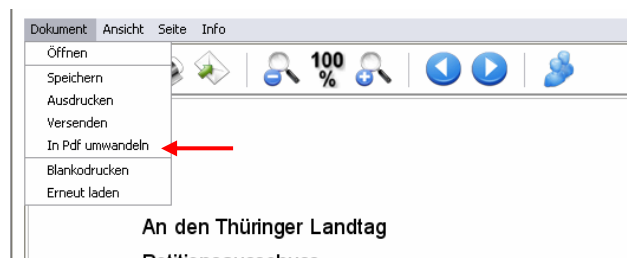 Dokument Ansicht Seite Info
Öffnen
Speichern
Ausdrucken
Versenden
In Pdf umwandeln
Blankodrucken
Erneut laden
100
%
An den Thüringer Landtag